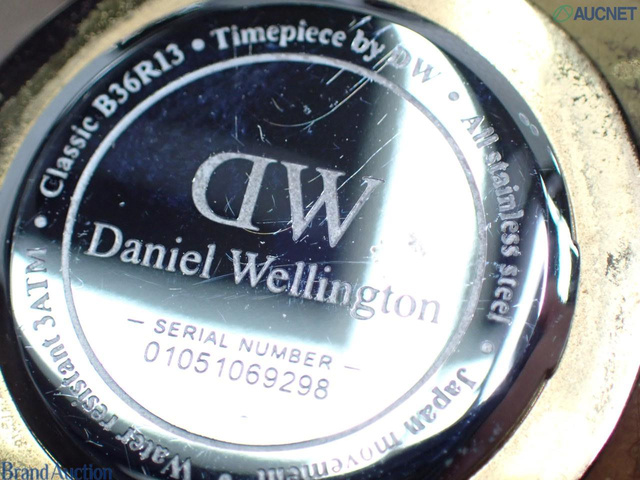 AUCNET
Classic B36R13 • Timepiece by DW • All stainless steel • Japan movement • Water resistant 3ATM •
DW
Daniel Wellington
— SERIAL NUMBER —
01051069298
Brand Auction